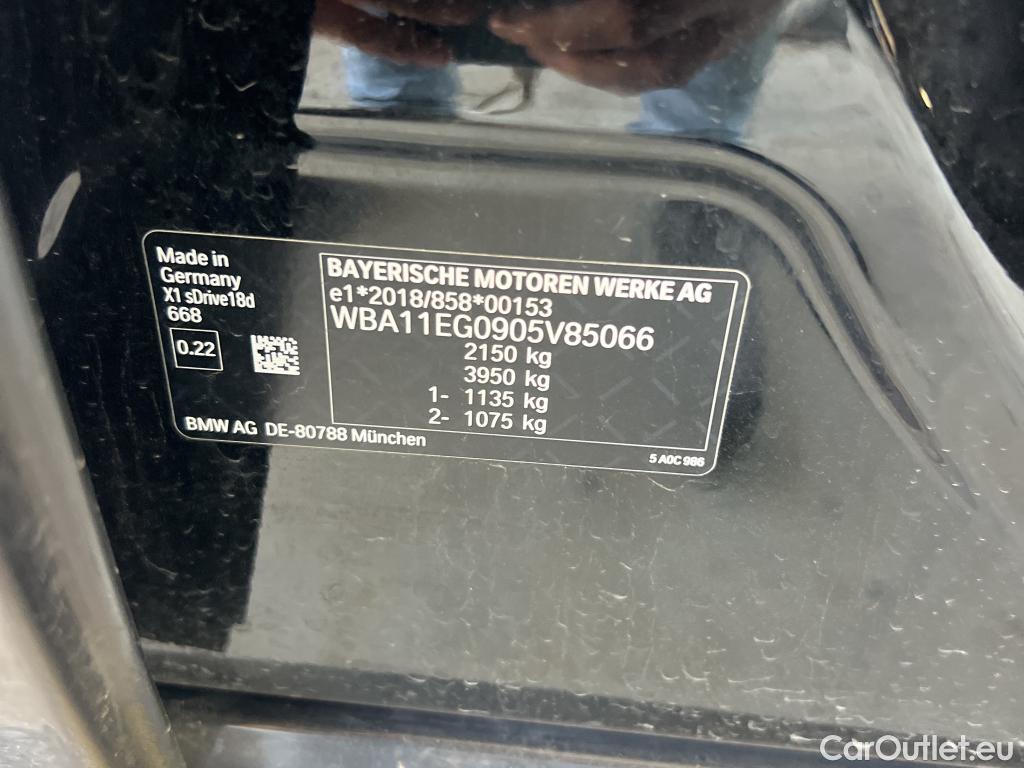 Made in
Germany
X1 sDrive18d
668
0.22
BAYERISCHE MOTOREN WERKE AG
e1*2018/858*00153
WBA11EG0905V85066
2150 kg
3950 kg
1- 1135 kg
2- 1075 kg
BMW AG DE-80788 München
5 A0C 986
CarOutlet.eu